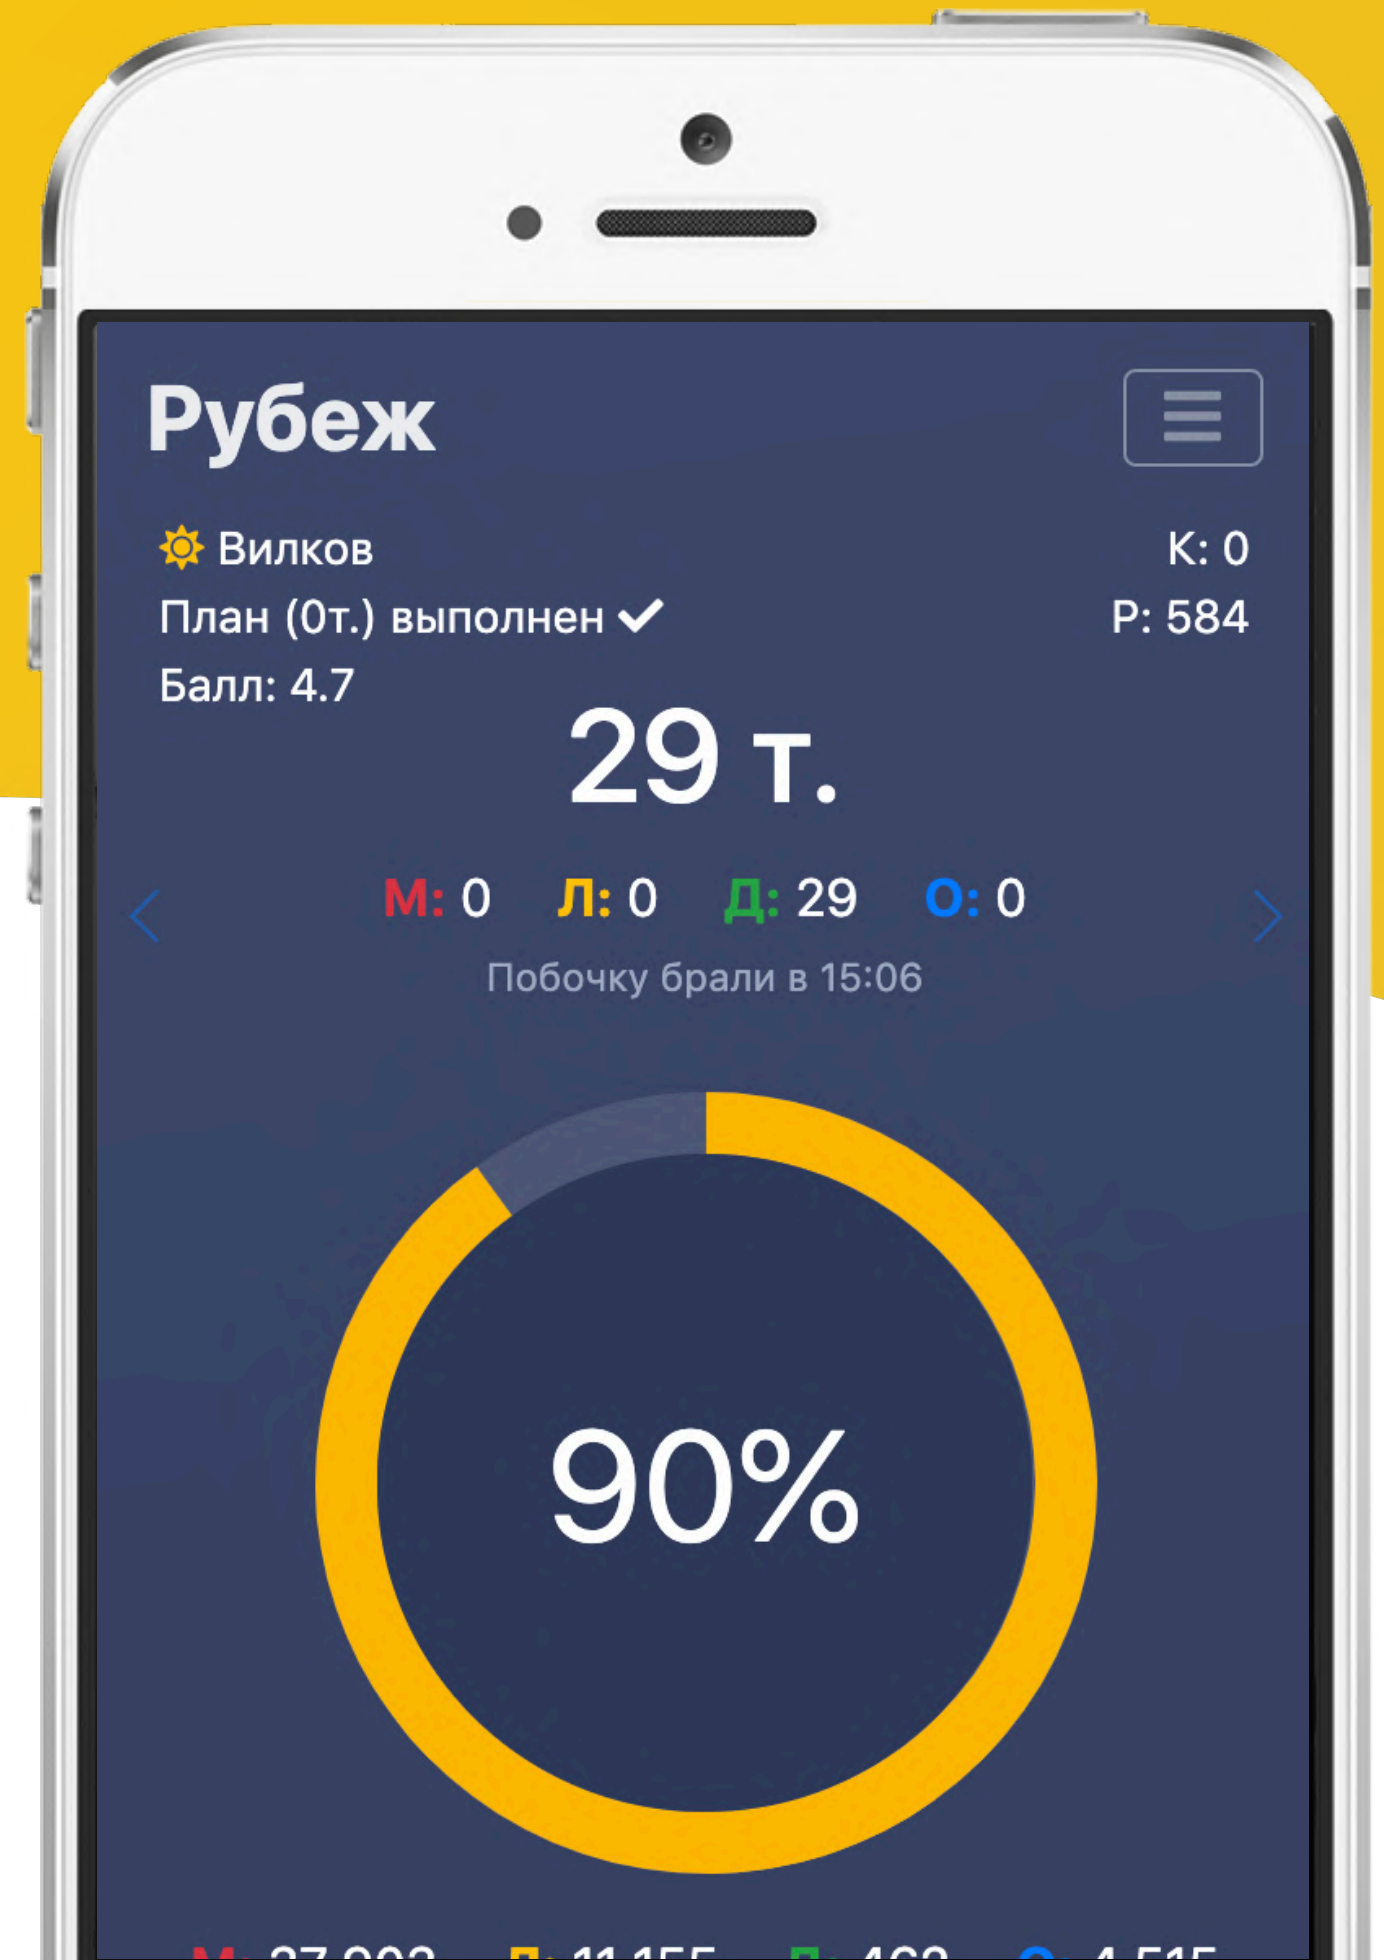 Рубеж
Вилков
К: 0
План (0т.) выполнен
Р: 584
Балл: 4.7
29 т.
М: 0 Л: 0 Д: 29 О: 0
Побочку брали в 15:06
90%